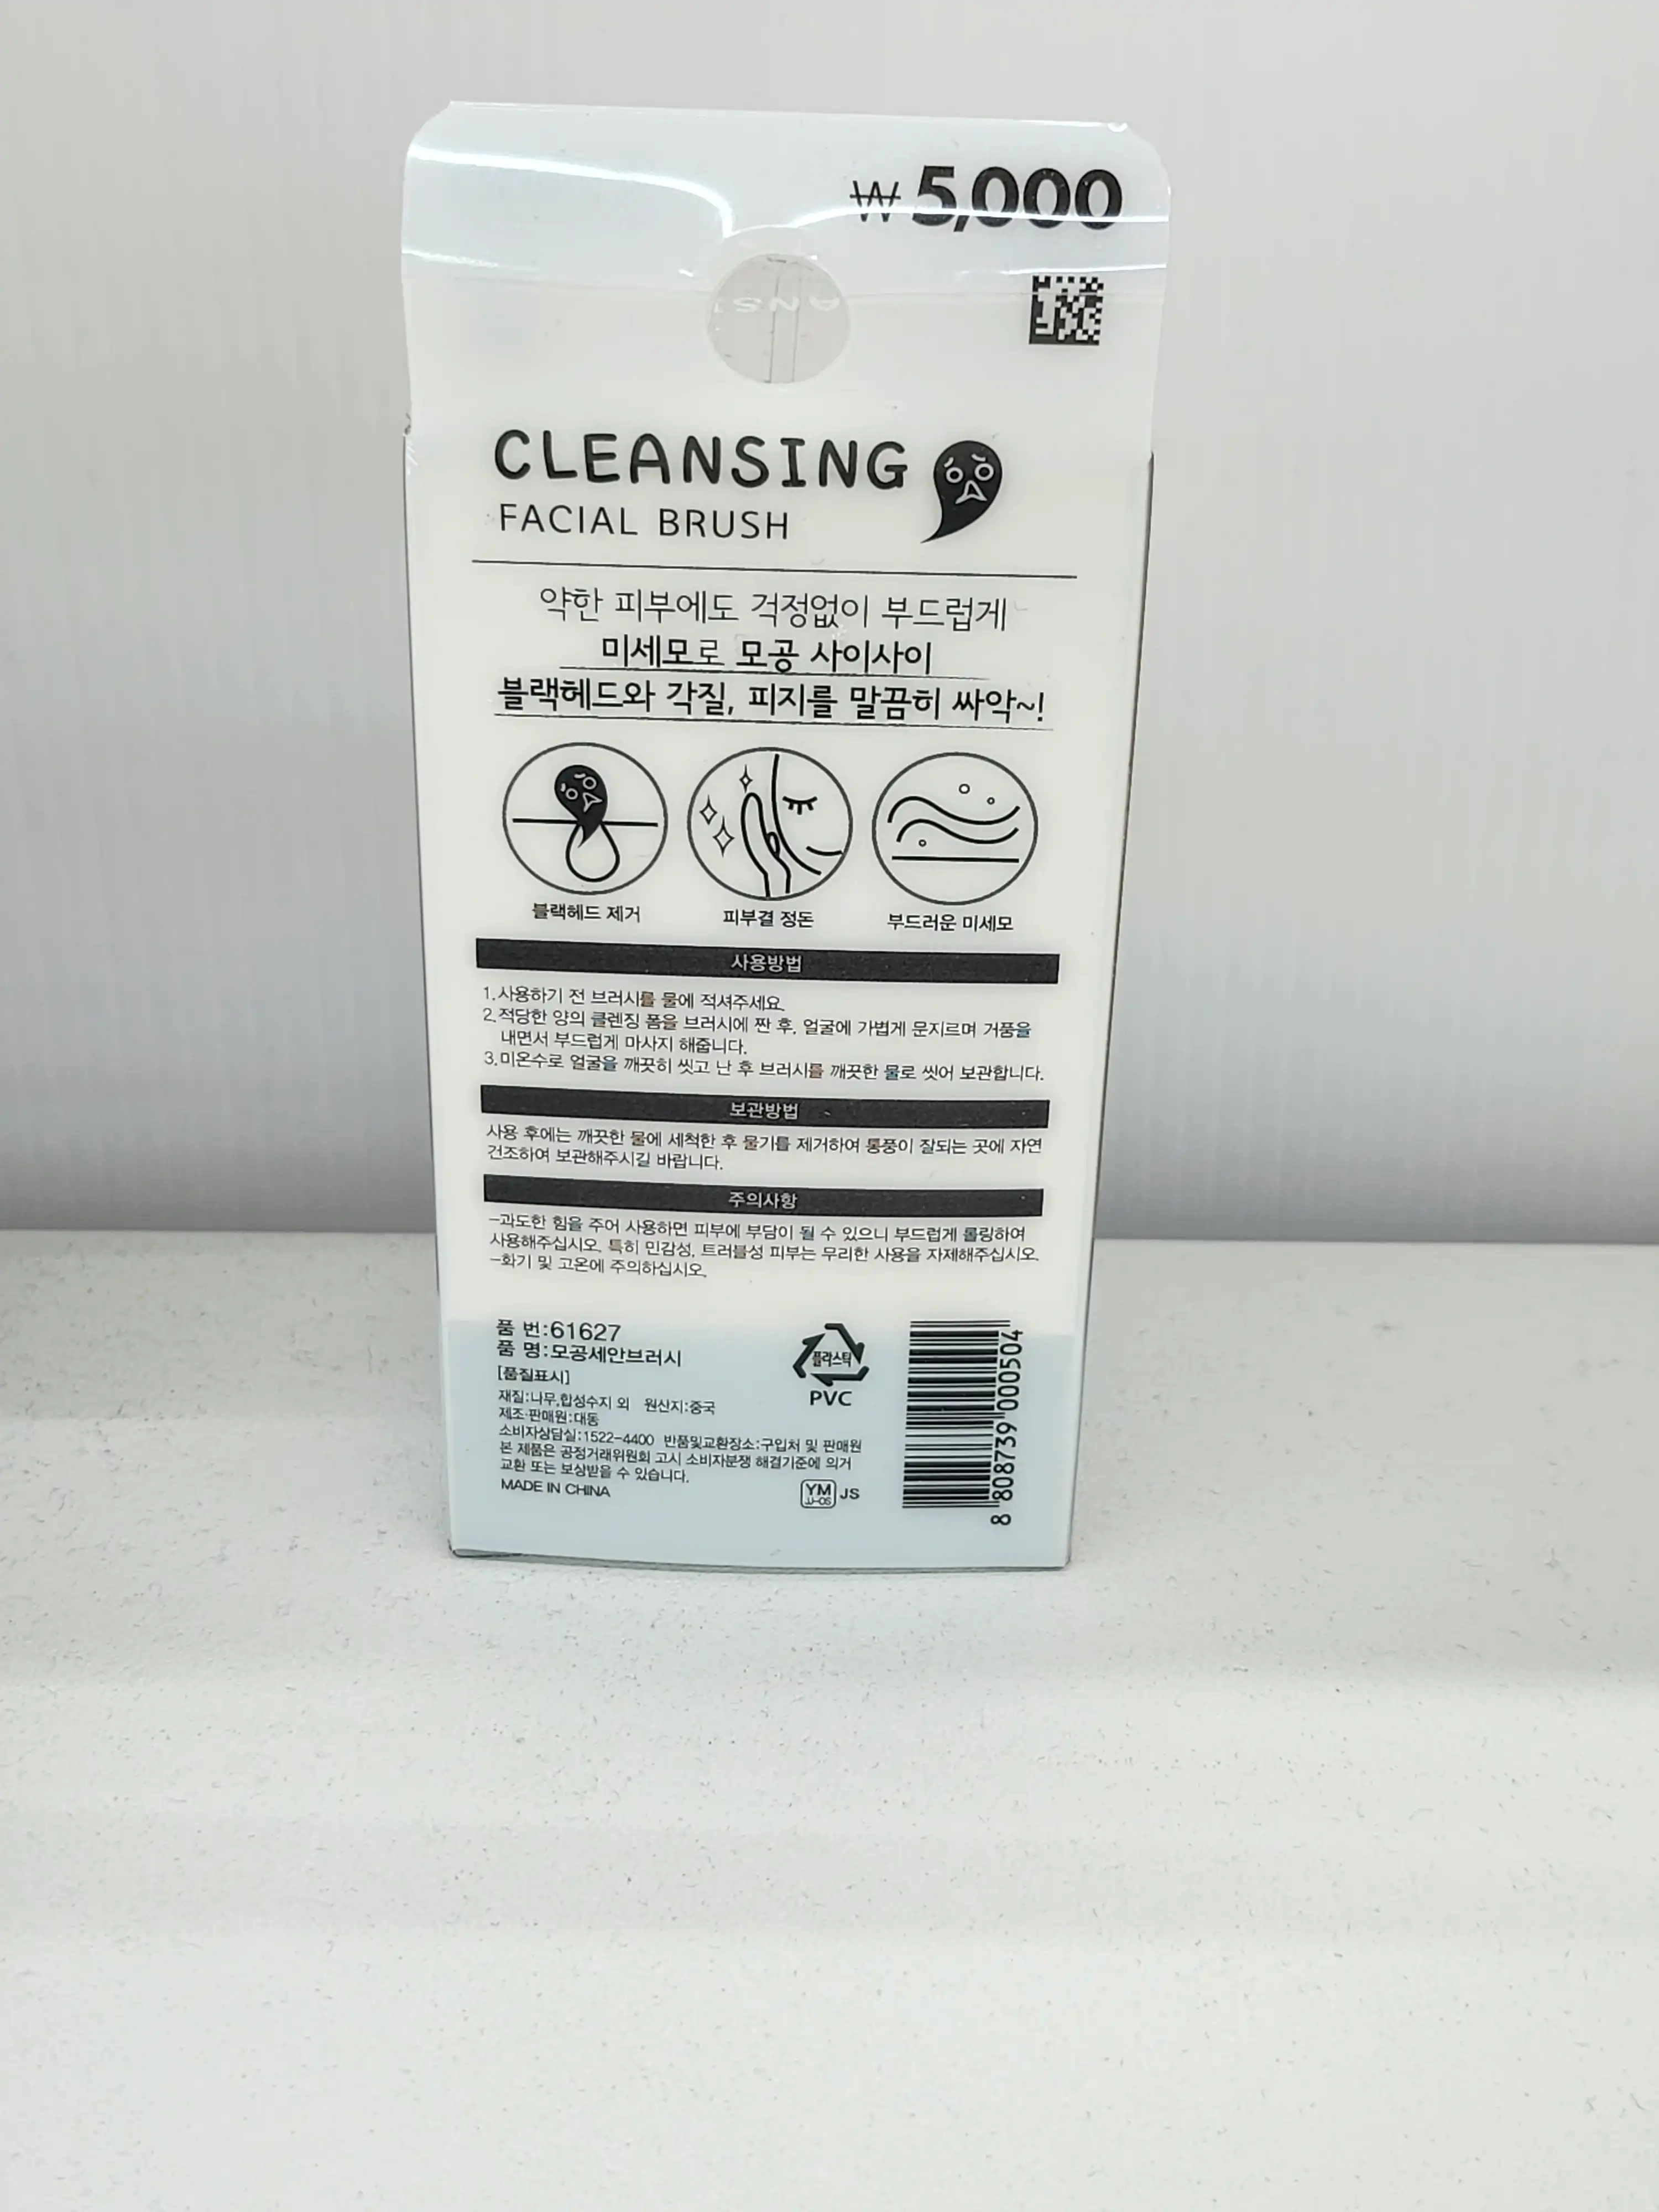 ₩5,000
CLEANSING
FACIAL BRUSH
약한 피부에도 걱정없이 부드럽게
미세모로 모공 사이사이
블랙헤드와 각질, 피지를 말끔히 싸악~!
블랙헤드 제거
피부결 정돈
부드러운 미세모
사용방법
1.사용하기 전 브러시를 물에 적셔주세요.
2.적당한 양의 클렌징 폼을 브러시에 짠 후, 얼굴에 가볍게 문지르며 거품을
내면서 부드럽게 마사지 해줍니다.
3.미온수로 얼굴을 깨끗히 씻고 난 후 브러시를 깨끗한 물로 씻어 보관합니다.
보관방법
사용 후에는 깨끗한 물에 세척한 후 물기를 제거하여 통풍이 잘되는 곳에 자연
건조하여 보관해주시길 바랍니다.
주의사항
-과도한 힘을 주어 사용하면 피부에 부담이 될 수 있으니 부드럽게 롤링하여
사용해주십시오. 특히 민감성, 트러블성 피부는 무리한 사용을 자제해주십시오.
-화기 및 고온에 주의하십시오.
품 번:61627
품 명:모공세안브러시
[품질표시]
재질:나무,합성수지 외 원산지:중국
제조·판매원:대동
소비자상담실:1522-4400 반품및교환장소:구입처 및 판매원
본 제품은 공정거래위원회 고시 소비자분쟁 해결기준에 의거
교환 또는 보상받을 수 있습니다.
MADE IN CHINA
플라스틱
PVC
YM
JJ-OS
JS
8 808739 000504